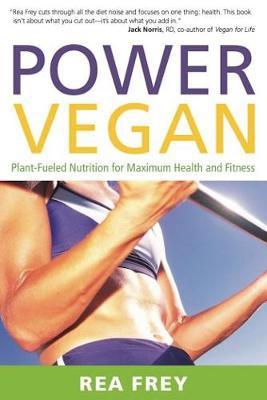 "Rea Frey cuts through all the diet noise and focuses on one thing: health. This book
isn't about what you cut out—it's about what you add in."
Jack Norris, RD, co-author of Vegan for Life
POWER
VEGAN
Plant-Fueled Nutrition for Maximum Health and Fitness
REA FREY